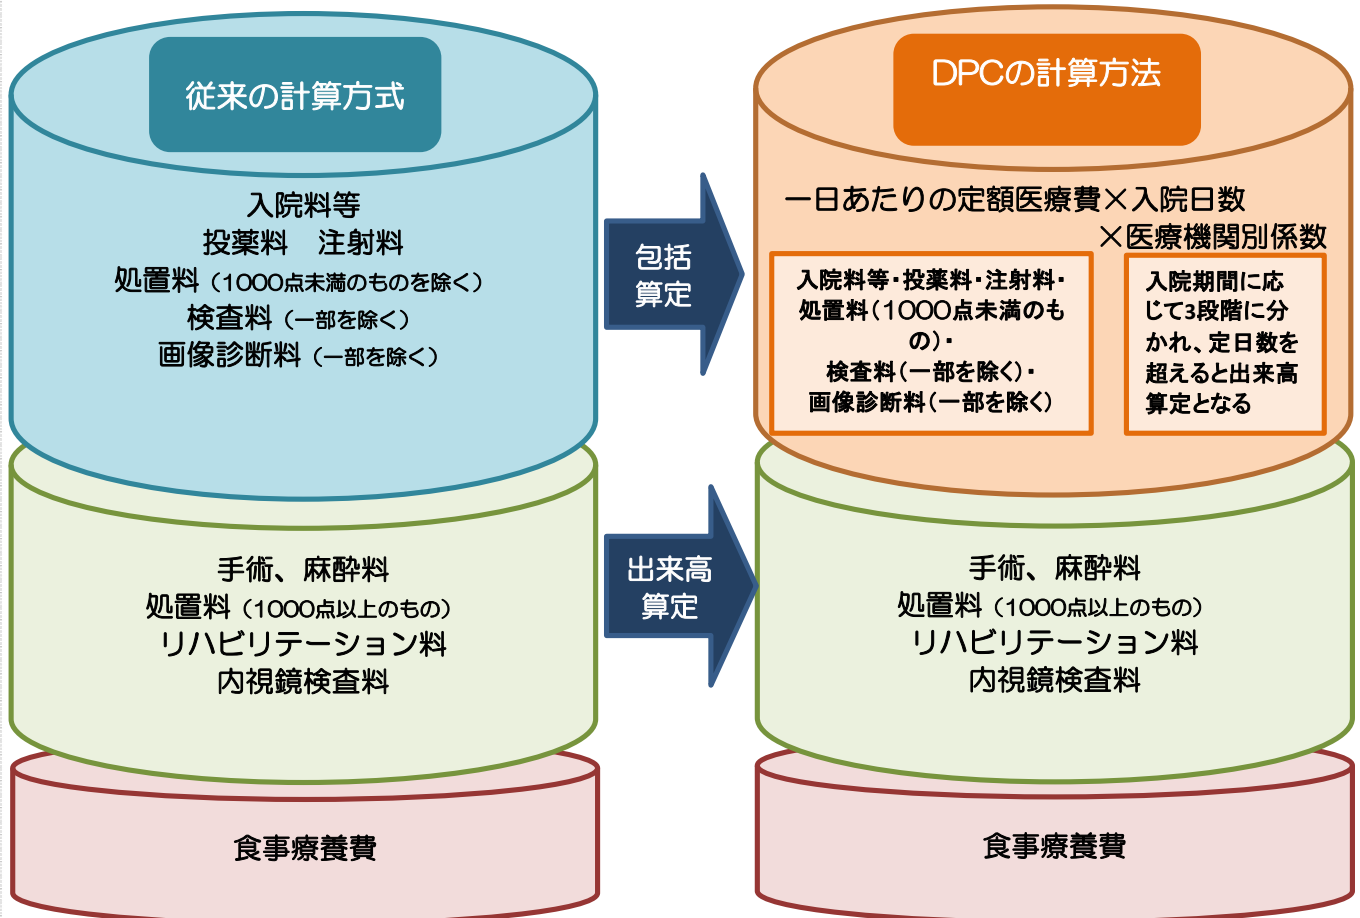 従来の計算方式
入院料等
投薬料　注射料
処置料（1000点未満のものを除く）
検査料（一部を除く）
画像診断料（一部を除く）
手術、麻酔料
処置料（1000点以上のもの）
リハビリテーション料
内視鏡検査料
食事療養費
包括
算定
出来高
算定
DPCの計算方法
一日あたりの定額医療費×入院日数
×医療機関別係数
入院料等・投薬料・注射料・
処置料（1000点未満のも
の）・
検査料（一部を除く）・
画像診断料（一部を除く）
入院期間に応
じて3段階に分
かれ、定日数を
超えると出来高
算定となる
手術、麻酔料
処置料（1000点以上のもの）
リハビリテーション料
内視鏡検査料
食事療養費